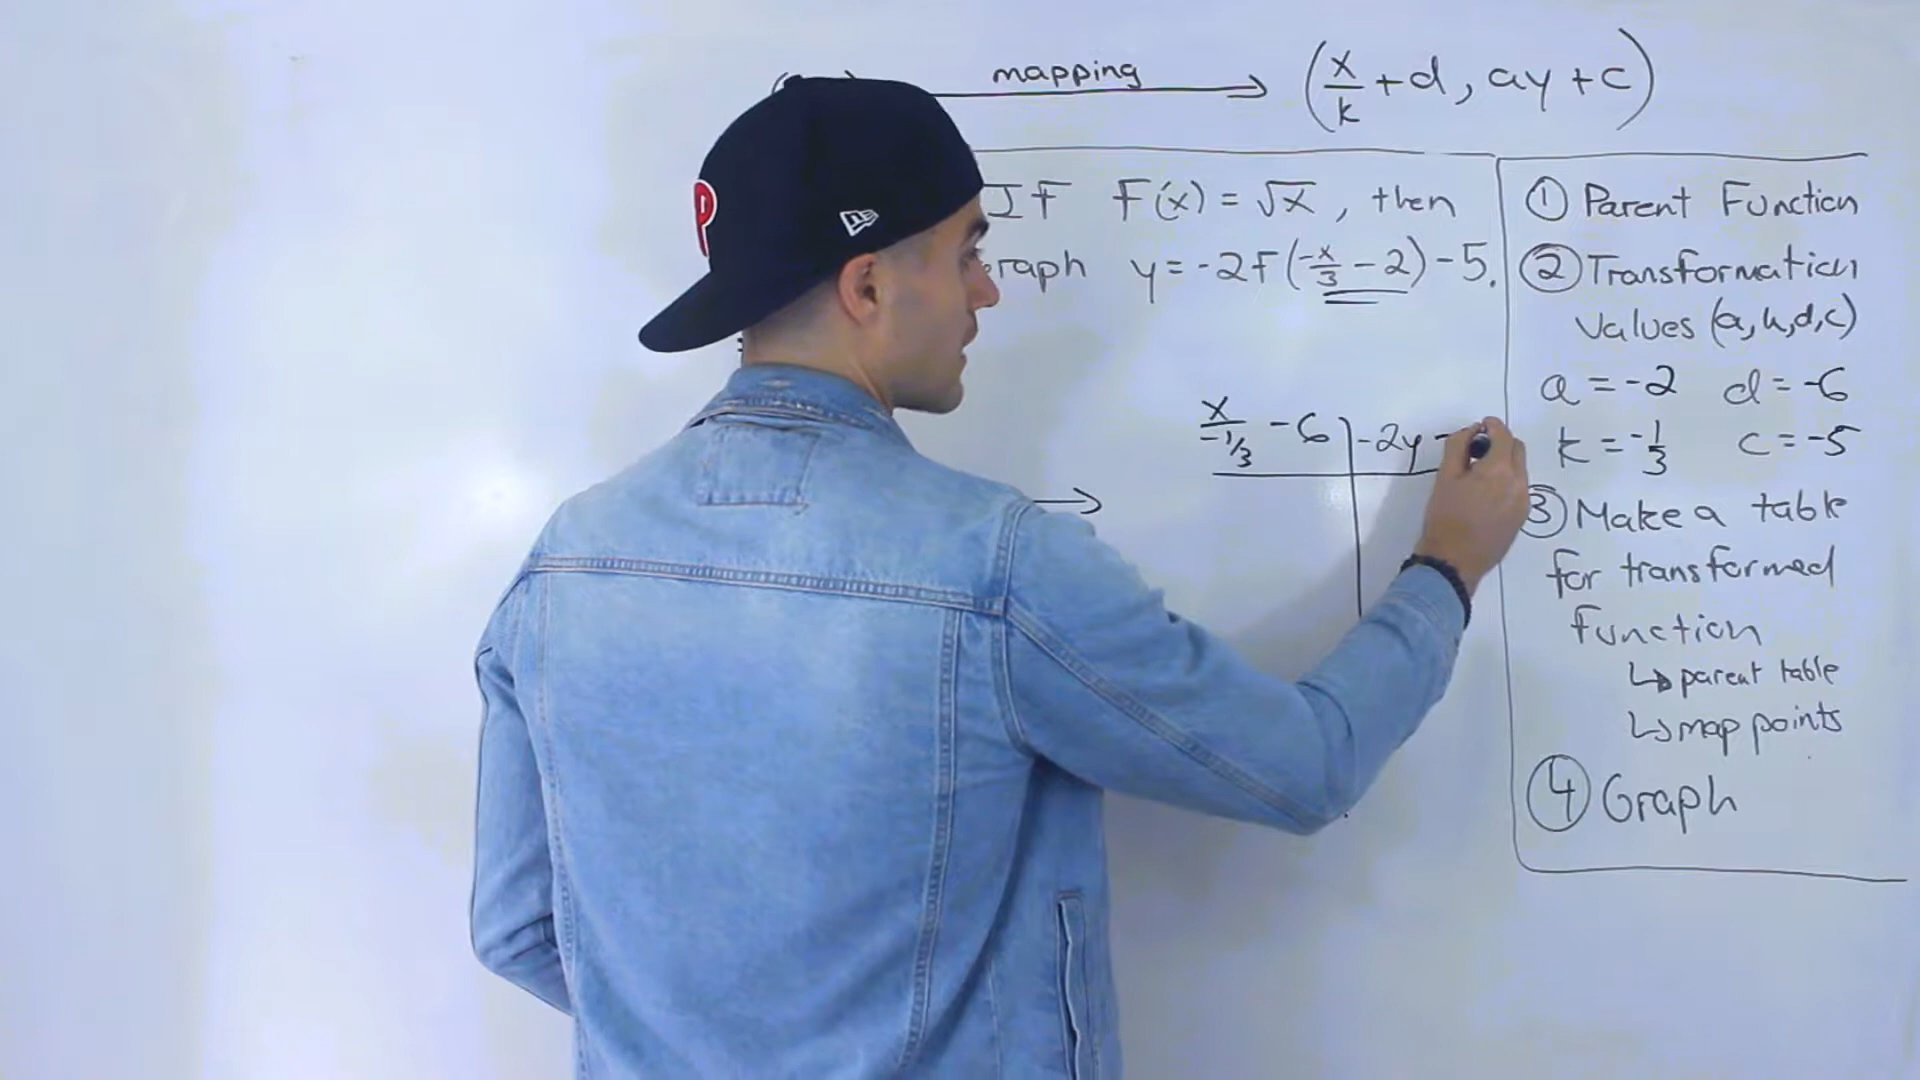 mapping
(x/k + d, ay + c)
If F(x) = √x, then
Graph y = -2f(-x/3 - 2) - 5.
x/(-1/3) - 6 | -2y -
① Parent Function
② Transformation
values (a, k, d, c)
a = -2 d = -6
k = -1/3 c = -5
③ Make a table
for transformed
function
↳ parent table
↳ map points
④ Graph
P